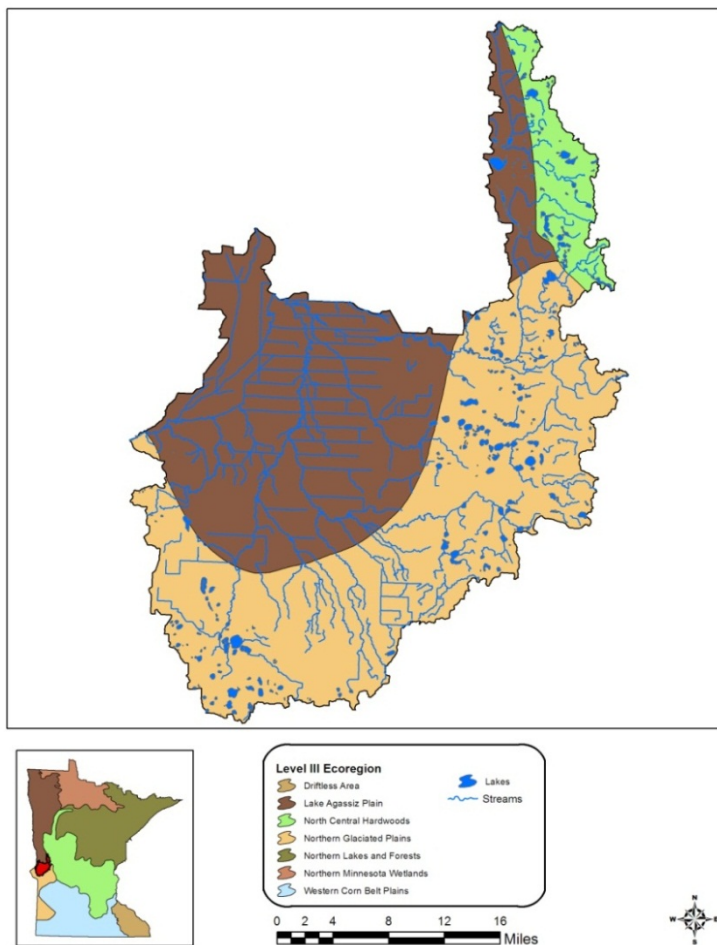 Level III Ecoregion
Driftless Area
Lake Agassiz Plain
North Central Hardwoods
Northern Glaciated Plains
Northern Lakes and Forests
Northern Minnesota Wetlands
Western Corn Belt Plains
Lakes
Streams
0 2 4 8 12 16
Miles
N
W E
S